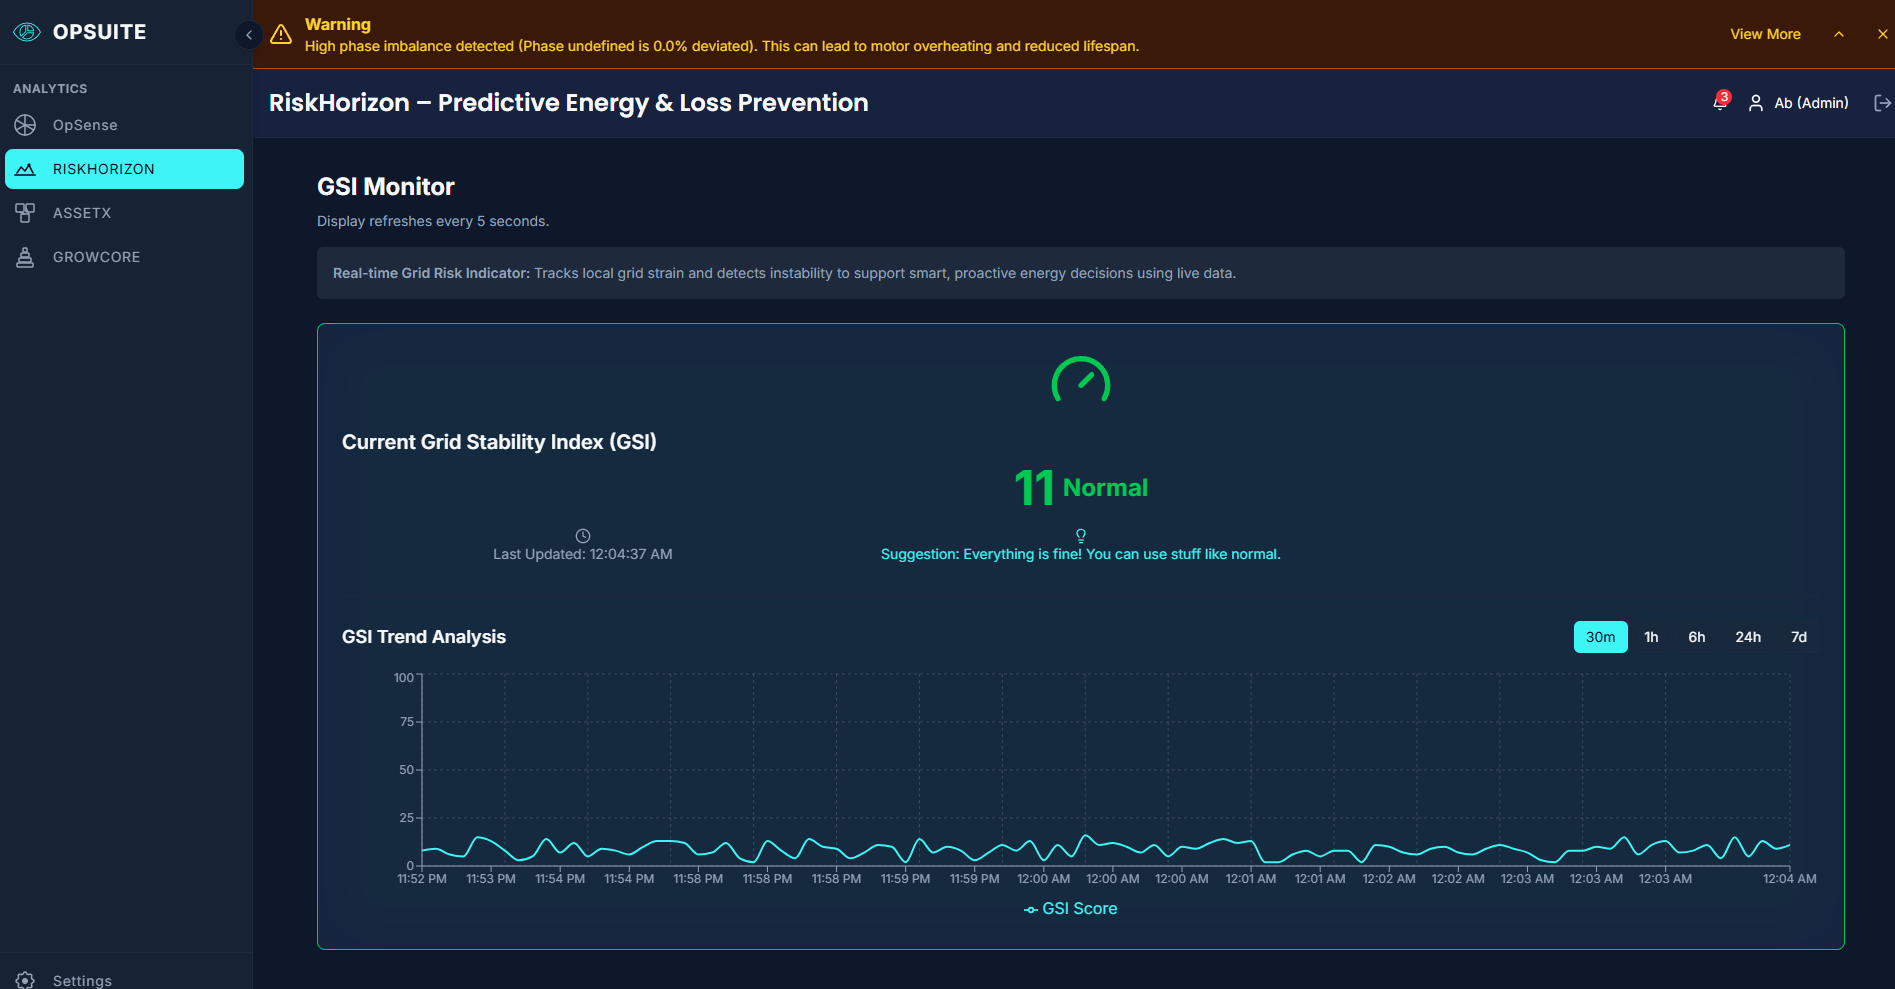 OPSUITE
ANALYTICS
OpSense
RISKHORIZON
ASSETX
GROWCORE
Settings
Warning
High phase imbalance detected (Phase undefined is 0.0% deviated). This can lead to motor overheating and reduced lifespan.
View More
RiskHorizon – Predictive Energy & Loss Prevention
3
Ab (Admin)
GSI Monitor
Display refreshes every 5 seconds.
Real-time Grid Risk Indicator: Tracks local grid strain and detects instability to support smart, proactive energy decisions using live data.
Current Grid Stability Index (GSI)
11 Normal
Last Updated: 12:04:37 AM
Suggestion: Everything is fine! You can use stuff like normal.
GSI Trend Analysis
30m 1h 6h 24h 7d
100
75
50
25
0
11:52 PM 11:53 PM 11:54 PM 11:54 PM 11:58 PM 11:58 PM 11:58 PM 11:59 PM 11:59 PM 12:00 AM 12:00 AM 12:00 AM 12:01 AM 12:01 AM 12:02 AM 12:02 AM 12:03 AM 12:03 AM 12:03 AM 12:04 AM
GSI Score